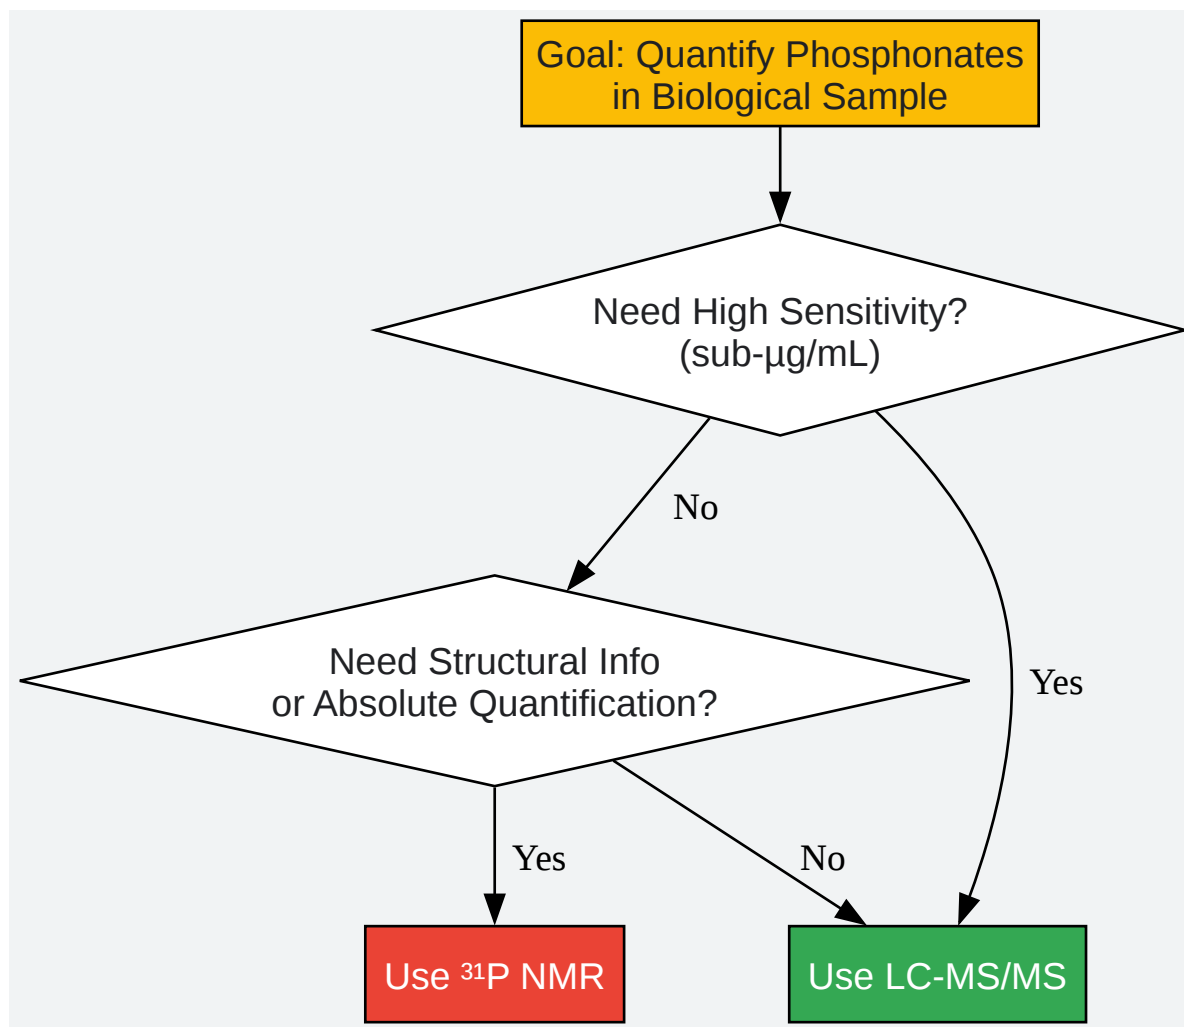 Goal: Quantify Phosphonates
in Biological Sample
Need High Sensitivity?
(sub-µg/mL)
No
Need Structural Info
or Absolute Quantification?
Yes
Yes
No
Use ³¹P NMR
Use LC-MS/MS